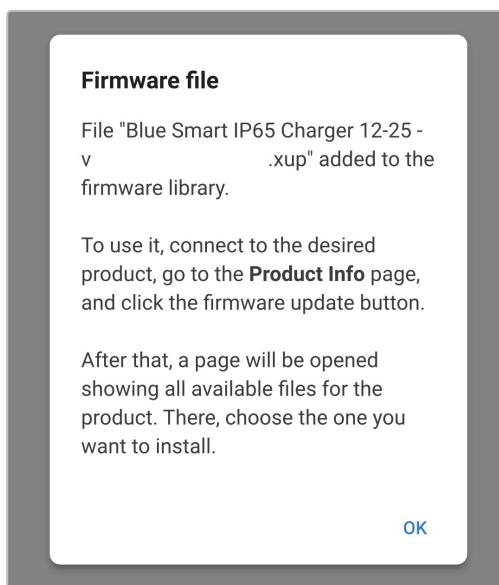 Firmware file
File "Blue Smart IP65 Charger 12-25 -
v .xup" added to the
firmware library.
To use it, connect to the desired
product, go to the Product Info page,
and click the firmware update button.
After that, a page will be opened
showing all available files for the
product. There, choose the one you
want to install.
OK